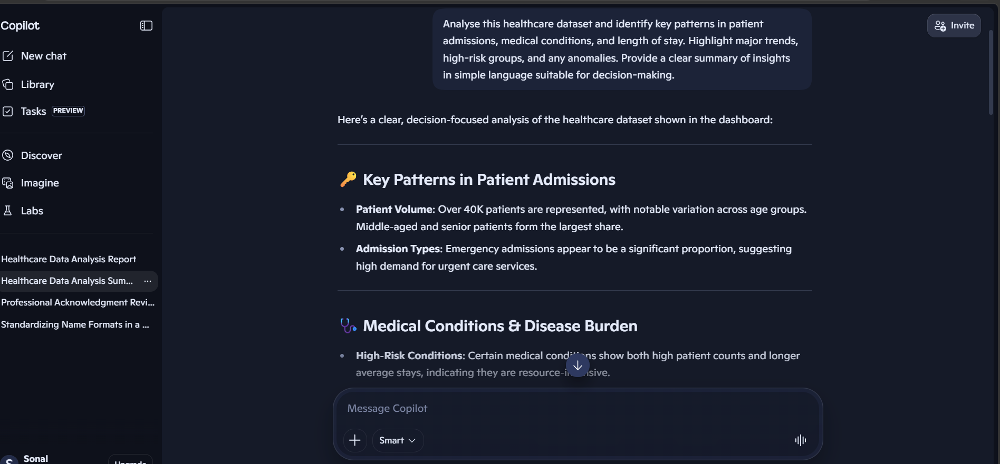 Copilot
New chat
Library
Tasks PREVIEW
Discover
Imagine
Labs
Healthcare Data Analysis Report
Healthcare Data Analysis Sum...
Professional Acknowledgment Revi...
Standardizing Name Formats in a ...
S Sonal
Upgrade
Invite
Analyse this healthcare dataset and identify key patterns in patient
admissions, medical conditions, and length of stay. Highlight major trends,
high-risk groups, and any anomalies. Provide a clear summary of insights
in simple language suitable for decision-making.
Here's a clear, decision-focused analysis of the healthcare dataset shown in the dashboard:
Key Patterns in Patient Admissions
• Patient Volume: Over 40K patients are represented, with notable variation across age groups.
Middle-aged and senior patients form the largest share.
• Admission Types: Emergency admissions appear to be a significant proportion, suggesting
high demand for urgent care services.
Medical Conditions & Disease Burden
• High-Risk Conditions: Certain medical conditions show both high patient counts and longer
average stays, indicating they are resource-intensive.
Message Copilot
Smart